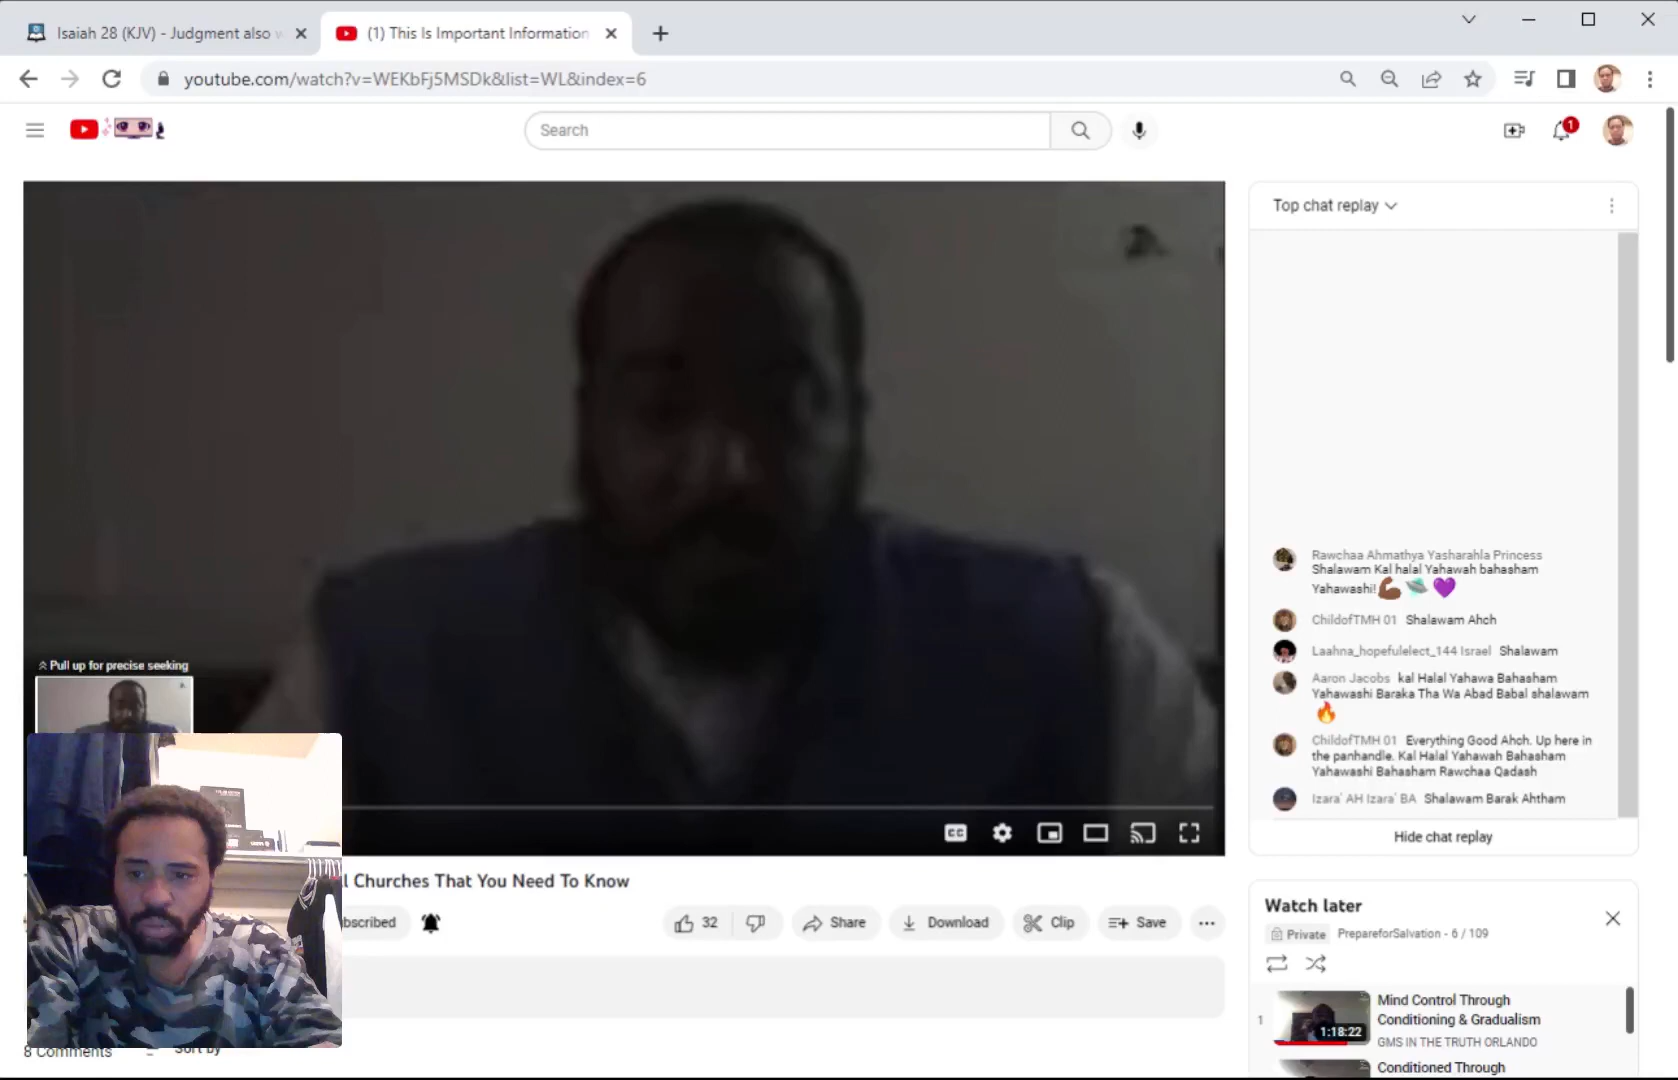 Isaiah 28 (KJV) - Judgment also
(1) This Is Important Information
youtube.com/watch?v=WEKbFj5MSDk&list=WL&index=6
Search
1
Top chat replay
Rawchaa Ahmathya Yasharahla Princess
Shalawam Kal halal Yahawah bahasham
Yahawashi!
ChildofTMH 01 Shalawam Ahch
Laahna_hopefulelect_144 Israel Shalawam
Aaron Jacobs kal Halal Yahawa Bahasham
Yahawashi Baraka Tha Wa Abad Babal shalawam
ChildofTMH 01 Everything Good Ahch. Up here in
the panhandle. Kal Halal Yahawah Bahasham
Yahawashi Bahasham Rawchaa Qadash
Izara' AH Izara' BA Shalawam Barak Ahtham
Hide chat replay
Pull up for precise seeking
CC
l Churches That You Need To Know
bscribed
32
Share
Download
Clip
Save
8 Comments
Sort by
Watch later
Private PrepareforSalvation - 6 / 109
1
1:18:22
Mind Control Through
Conditioning & Gradualism
GMS IN THE TRUTH ORLANDO
Conditioned Through